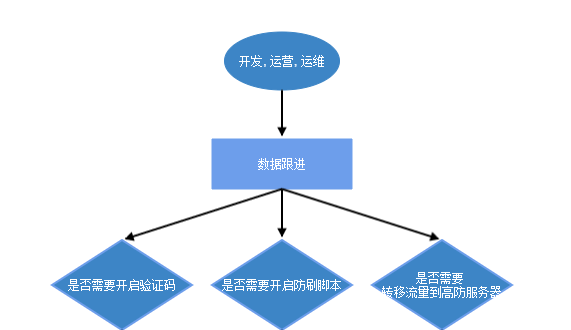 开发,运营,运维
数据跟进
是否需要开启验证码
是否需要开启防刷脚本
是否需要
转移流量到高防服务器